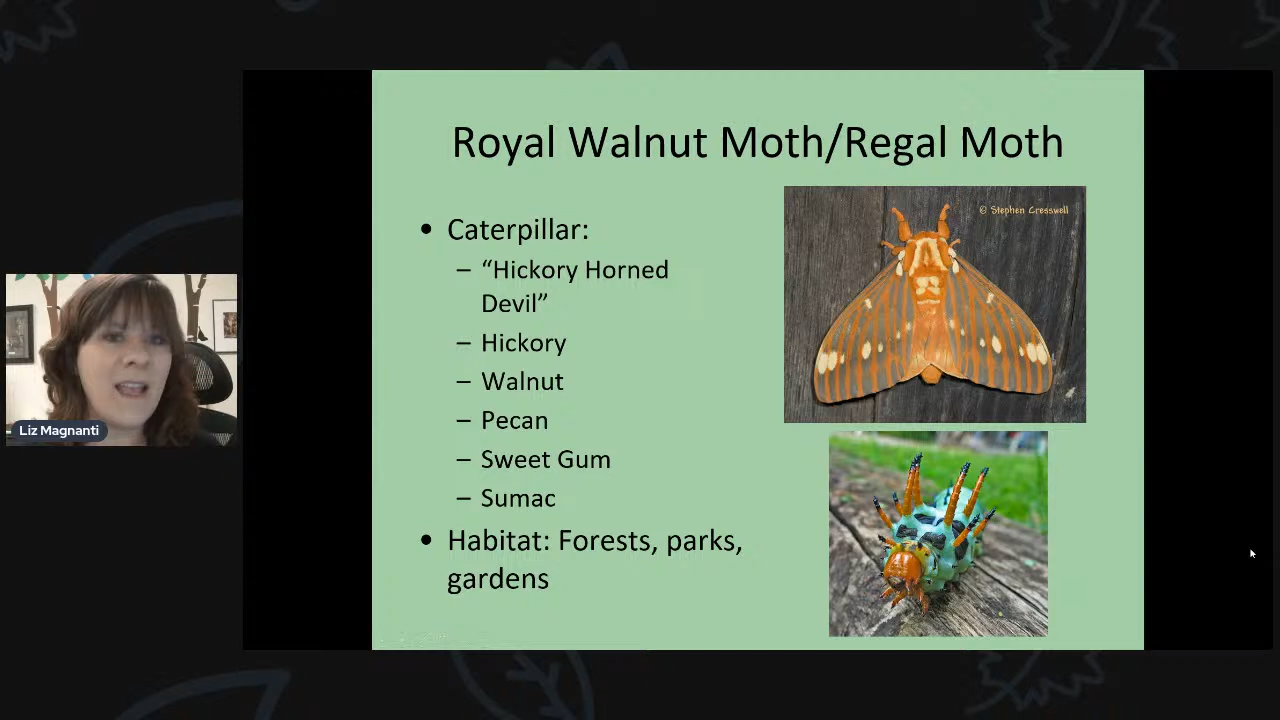 Royal Walnut Moth/Regal Moth
• Caterpillar:
– “Hickory Horned
Devil”
– Hickory
– Walnut
– Pecan
– Sweet Gum
– Sumac
• Habitat: Forests, parks,
gardens
© Stephen Cresswell
Liz Magnanti